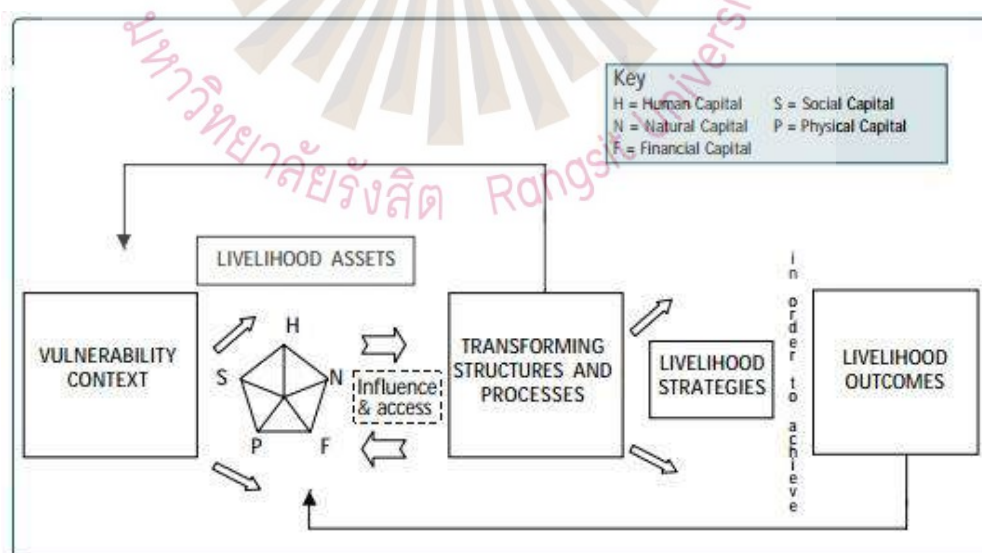 มหาวิทยาลัยรังสิต Rangsit Universi
Key
H = Human Capital S = Social Capital
N = Natural Capital P = Physical Capital
F = Financial Capital
LIVELIHOOD ASSETS
VULNERABILITY
CONTEXT
H
S
N
P
F
Influence
& access
TRANSFORMING
STRUCTURES AND
PROCESSES
LIVELIHOOD
STRATEGIES
in order to achieve
LIVELIHOOD
OUTCOMES